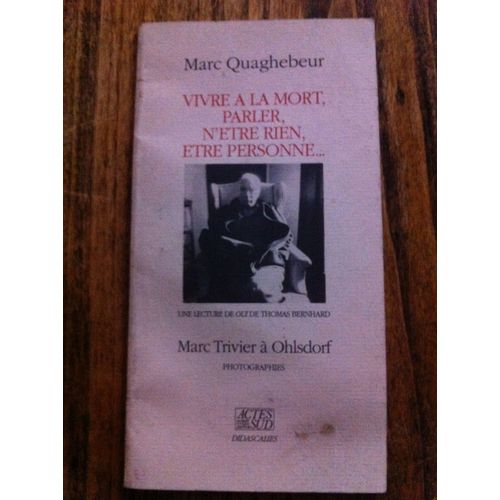 Marc Quaghebeur
VIVRE A LA MORT,
PARLER,
N'ETRE RIEN,
ETRE PERSONNE...
UNE LECTURE DE OUI DE THOMAS BERNHARD
Marc Trivier à Ohlsdorf
PHOTOGRAPHIES
ACTES
SUD
DIDASCALIES